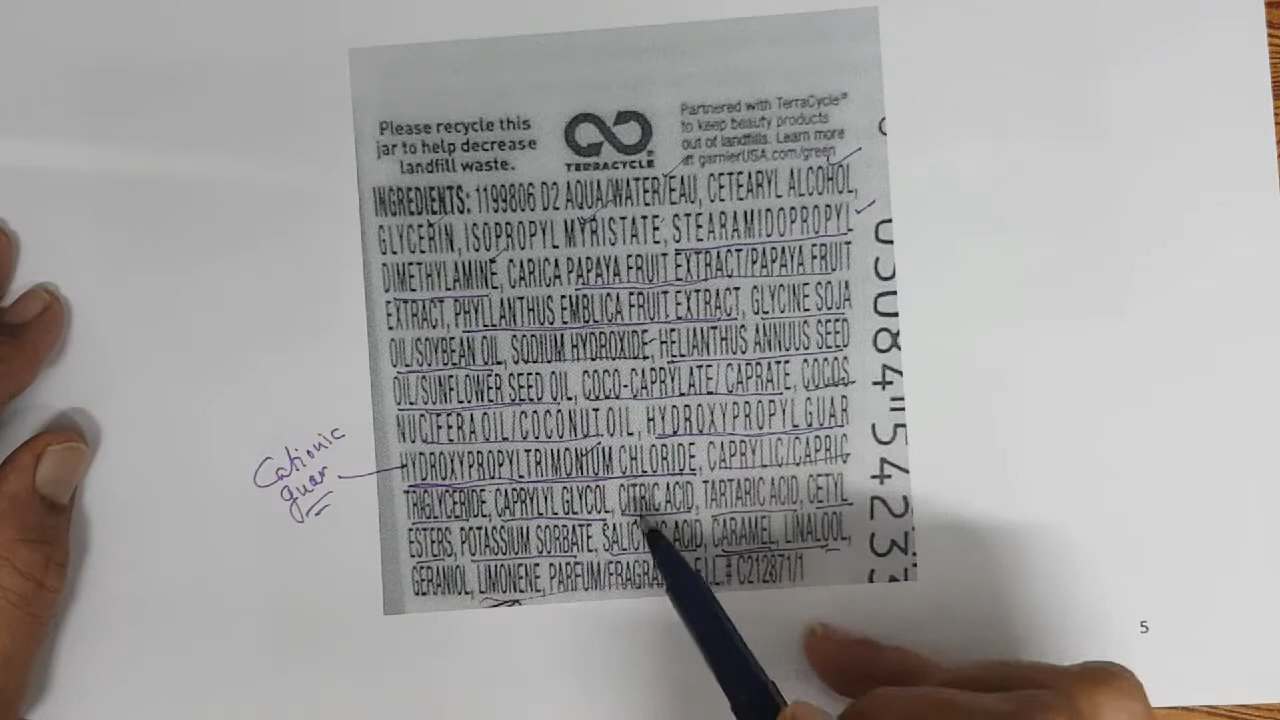 Please recycle this
jar to help decrease
landfill waste.
TERRACYCLE®
Partnered with TerraCycle®
to keep beauty products
out of landfills. Learn more
at garnierUSA.com/green
INGREDIENTS: 1199806 D2 AQUA/WATER/EAU, CETEARYL ALCOHOL,
GLYCERIN, ISOPROPYL MYRISTATE, STEARAMIDOPROPYL
DIMETHYLAMINE, CARICA PAPAYA FRUIT EXTRACT/PAPAYA FRUIT
EXTRACT, PHYLLANTHUS EMBLICA FRUIT EXTRACT, GLYCINE SOJA
OIL/SOYBEAN OIL, SODIUM HYDROXIDE, HELIANTHUS ANNUUS SEED
OIL/SUNFLOWER SEED OIL, COCO-CAPRYLATE/ CAPRATE, COCOS
NUCIFERA OIL/COCONUT OIL, HYDROXYPROPYL GUAR
HYDROXYPROPYLTRIMONIUM CHLORIDE, CAPRYLIC/CAPRIC
TRIGLYCERIDE, CAPRYLYL GLYCOL, CITRIC ACID, TARTARIC ACID, CETYL
ESTERS, POTASSIUM SORBATE, ACID, CARAMEL, LINALOOL,
GERANIOL, LIMONENE, C212871/1
Cationic
guar
5